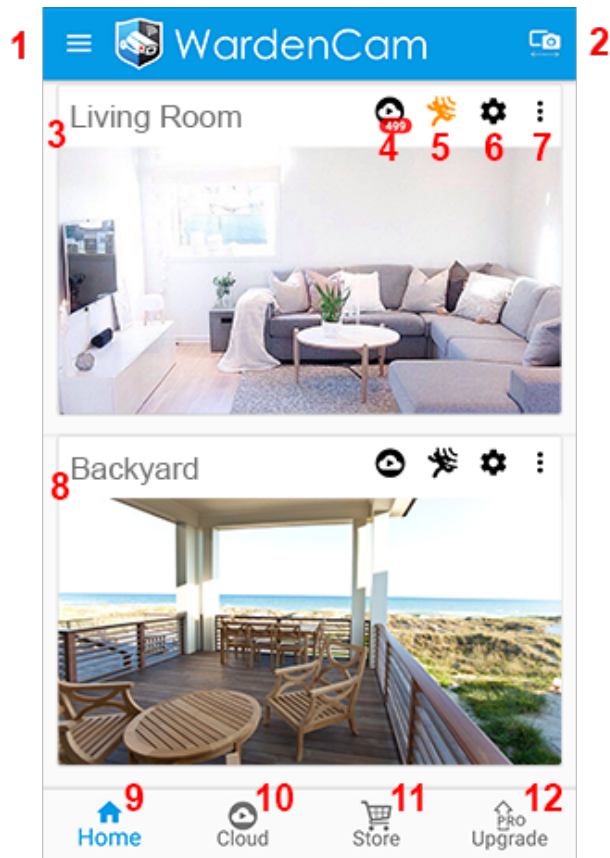 1 WardenCam 2
3 Living Room
499
4 5 6 7
8 Backyard
9 10 11 12
Home Cloud Store PRO Upgrade